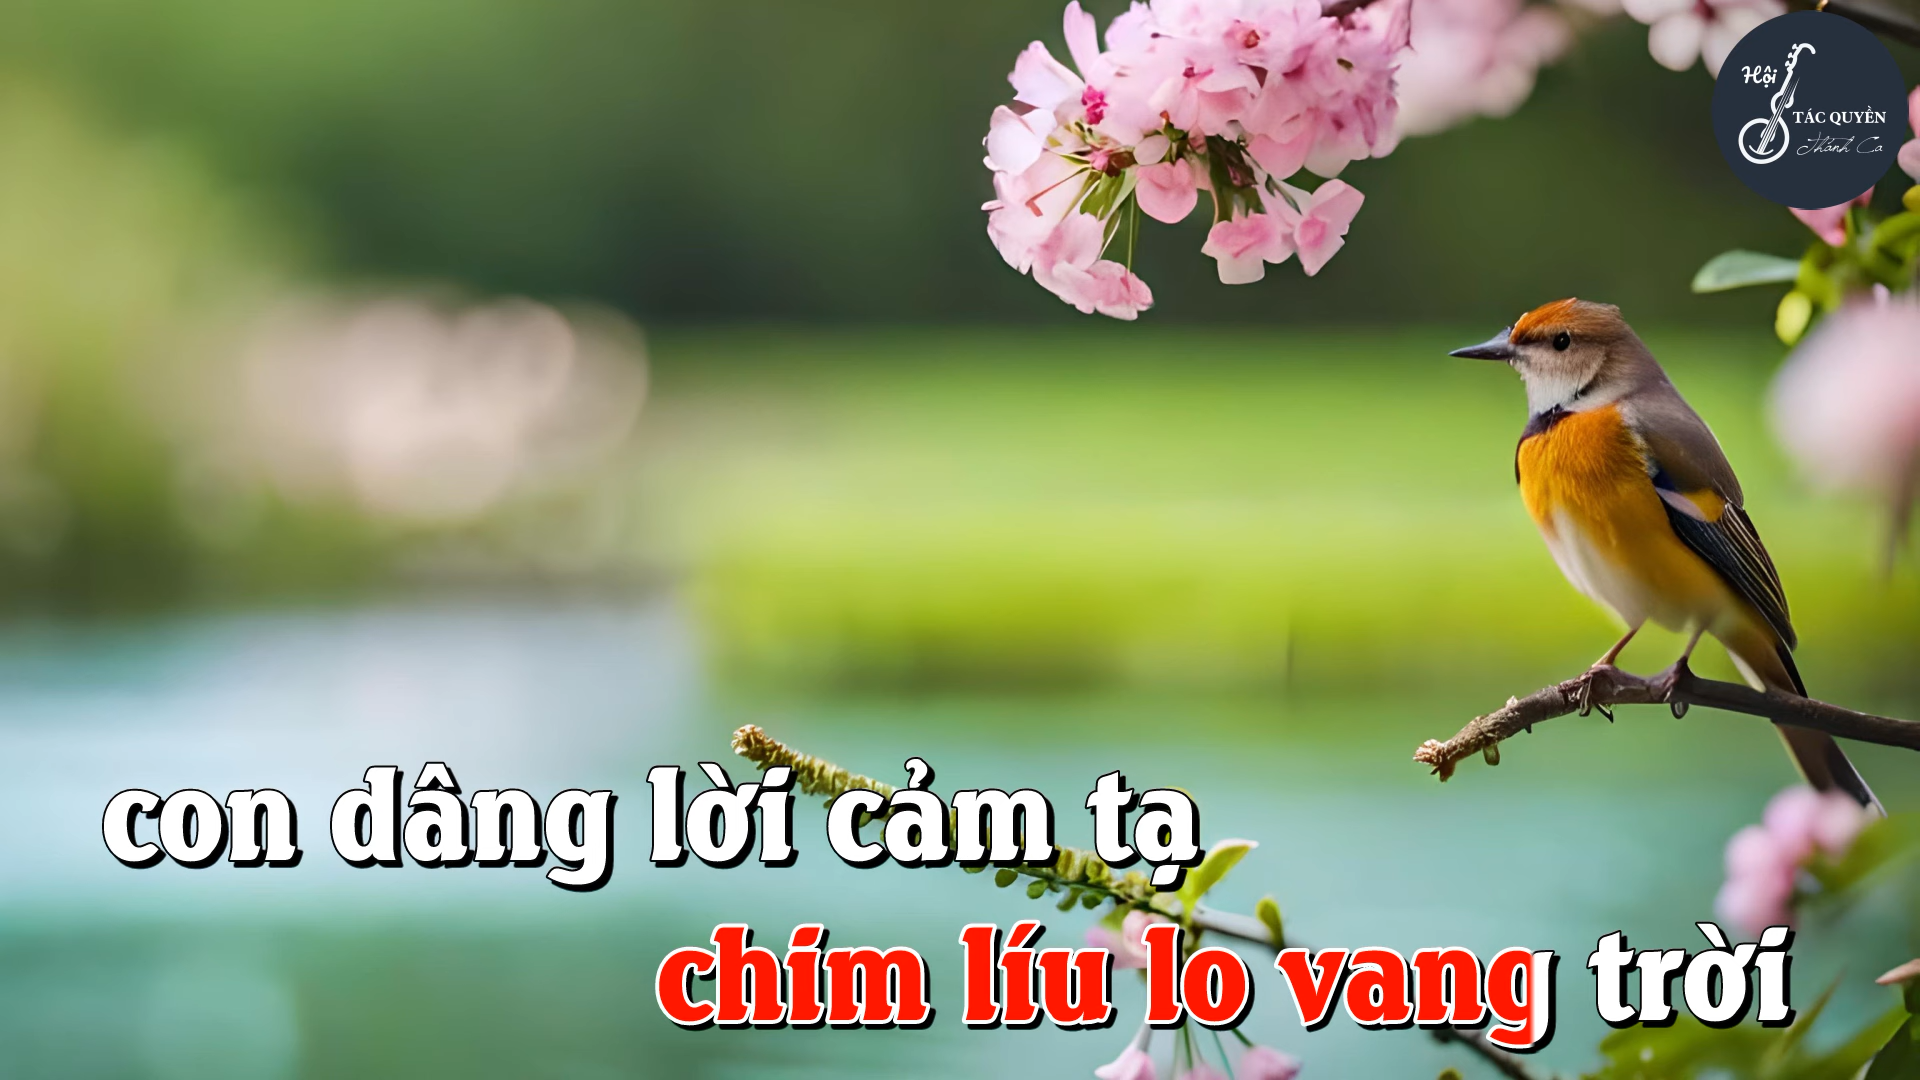 Hội
TÁC QUYỀN
Thánh Ca
con dâng lời cảm tạ
chim líu lo vang trời